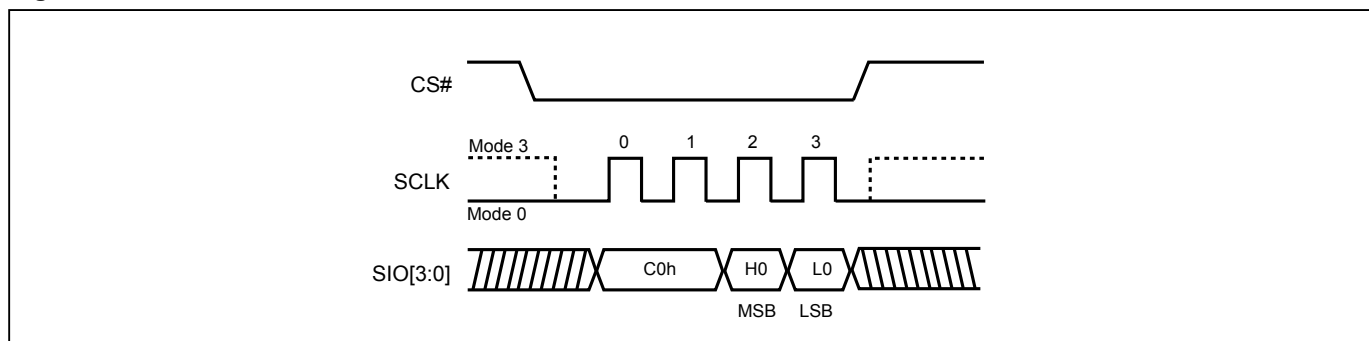 CS#
Mode 3
0 1 2 3
SCLK
Mode 0
SIO[3:0]
C0h H0 L0
MSB LSB